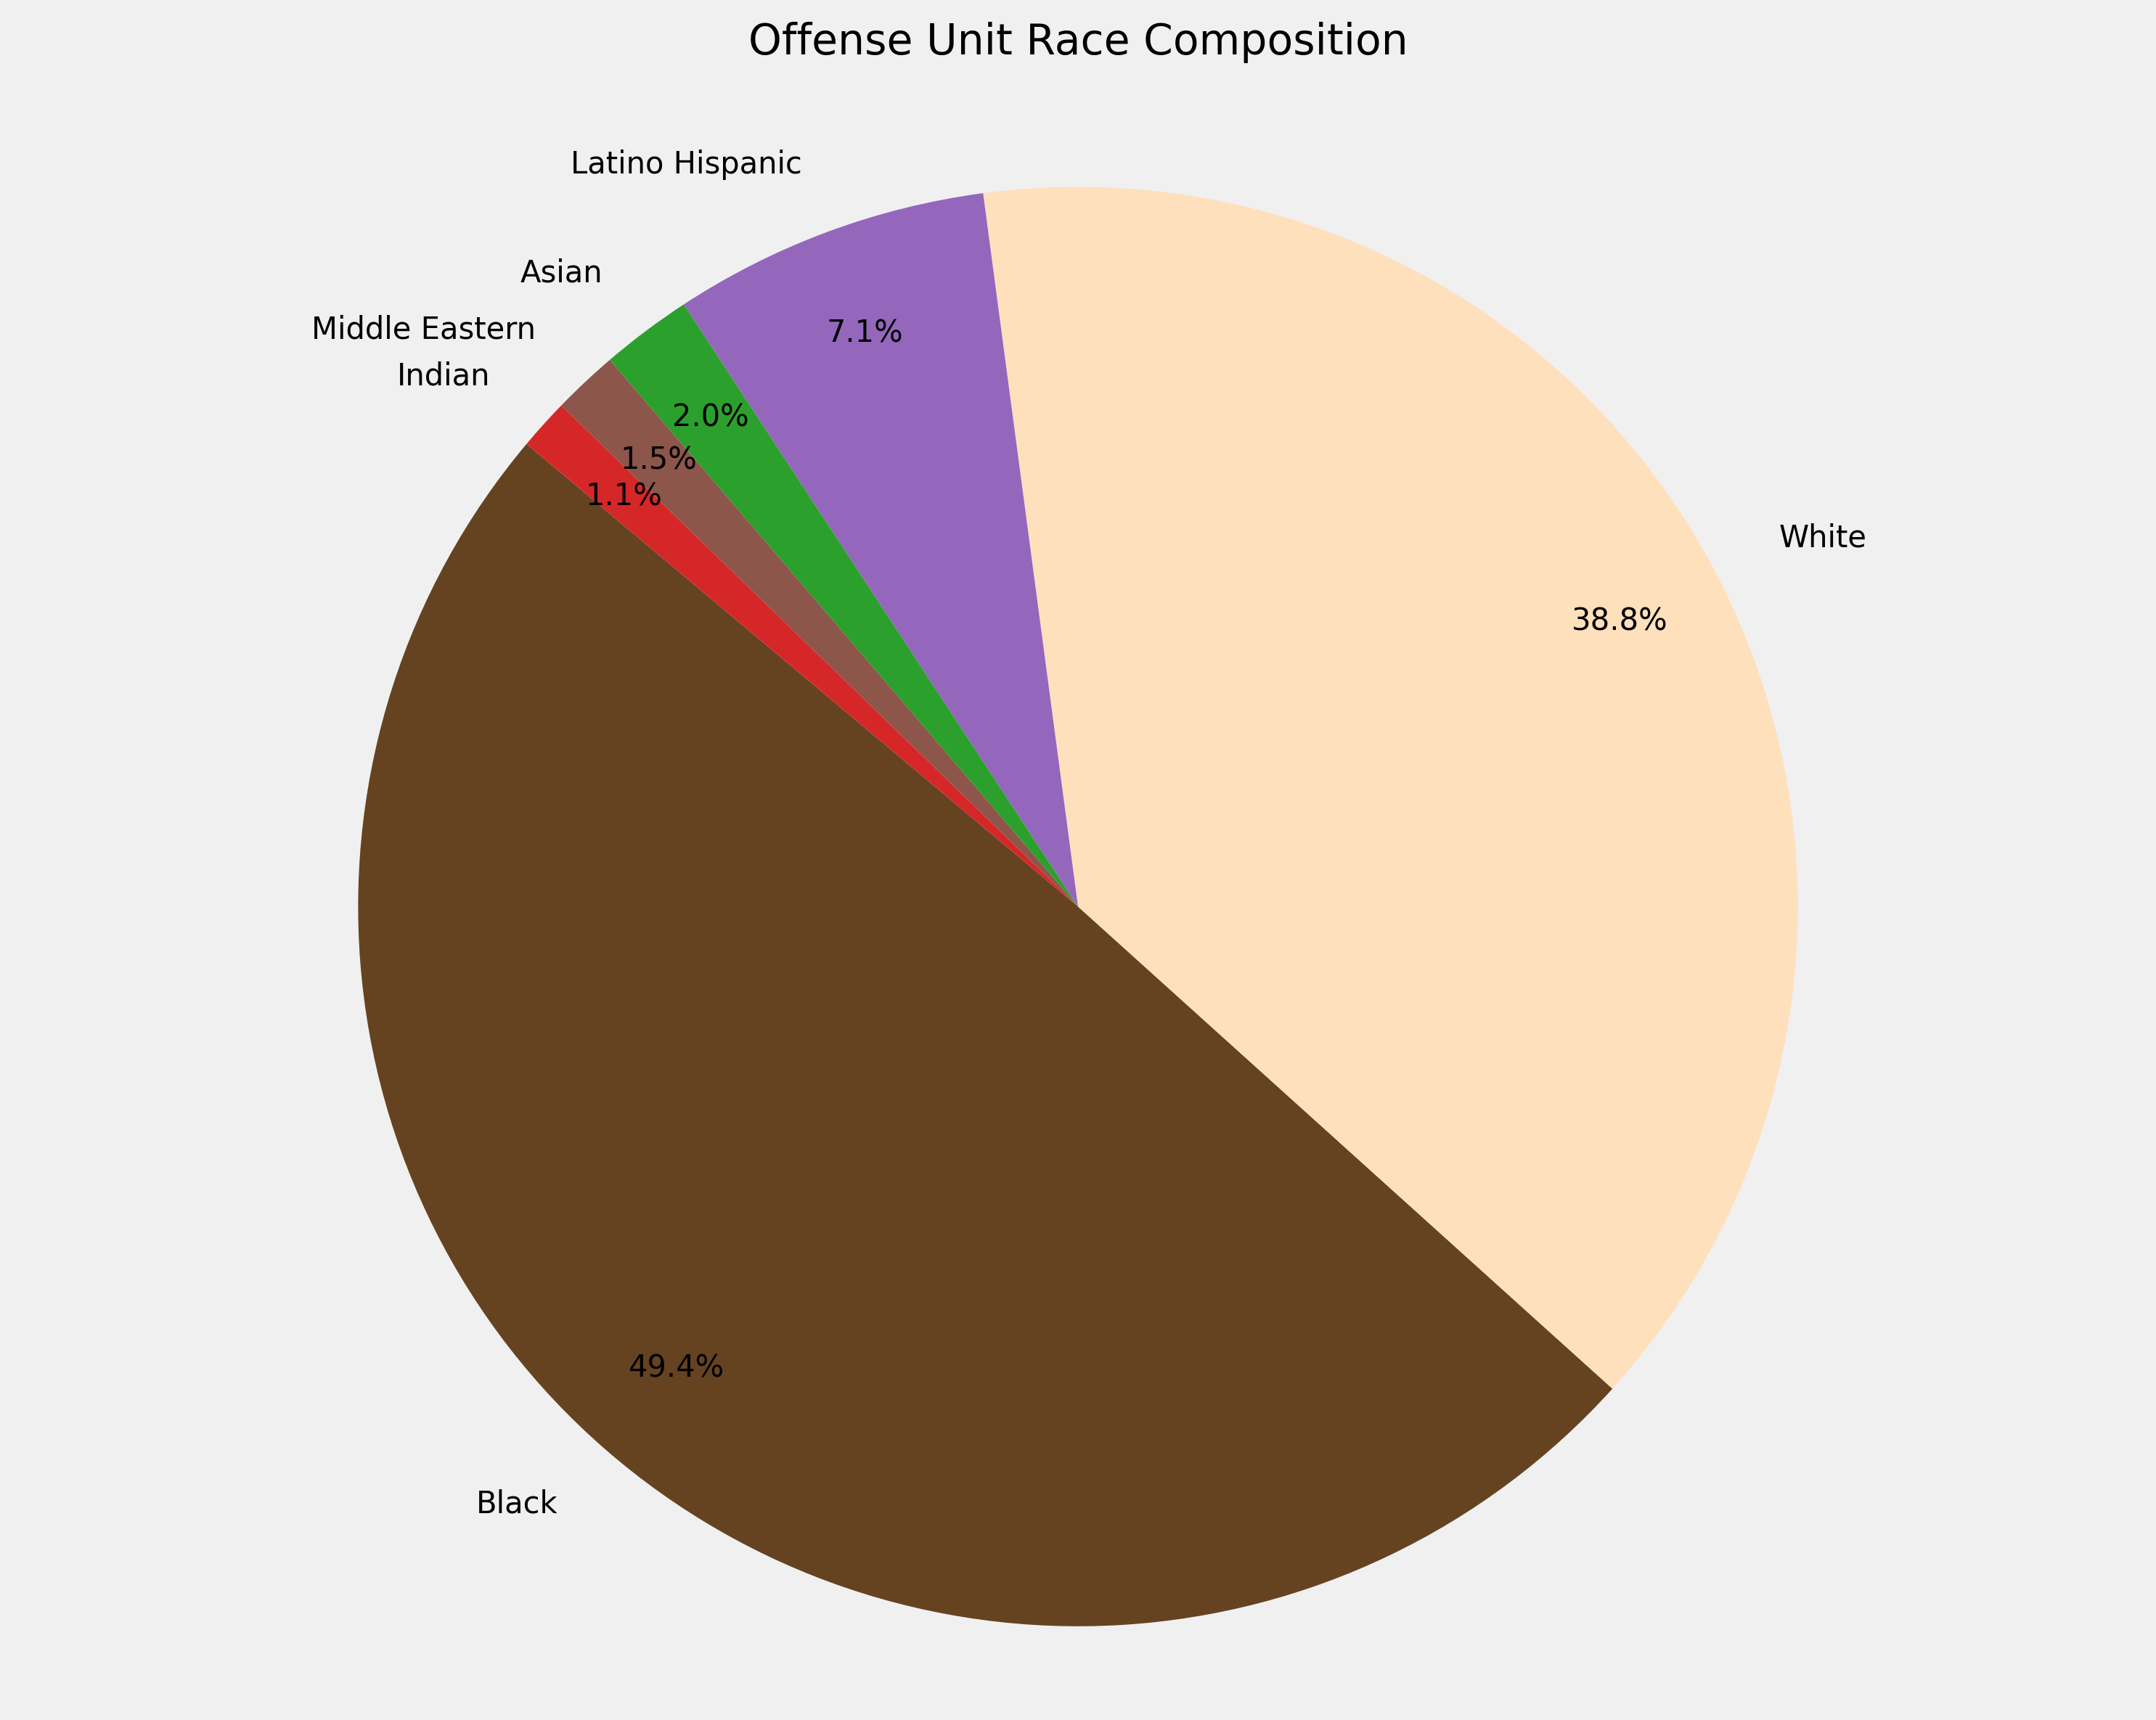 Offense Unit Race Composition
Latino Hispanic
Asian
Middle Eastern
Indian
7.1%
2.0%
1.5%
1.1%
White
38.8%
49.4%
Black